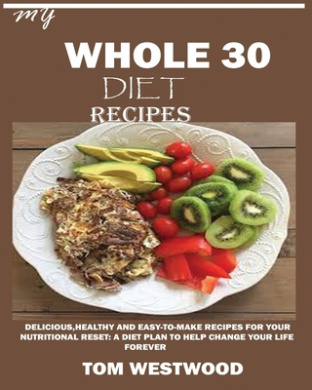 my
WHOLE 30
DIET
RECIPES
DELICIOUS,HEALTHY AND EASY-TO-MAKE RECIPES FOR YOUR
NUTRITIONAL RESET: A DIET PLAN TO HELP CHANGE YOUR LIFE
FOREVER
TOM WESTWOOD